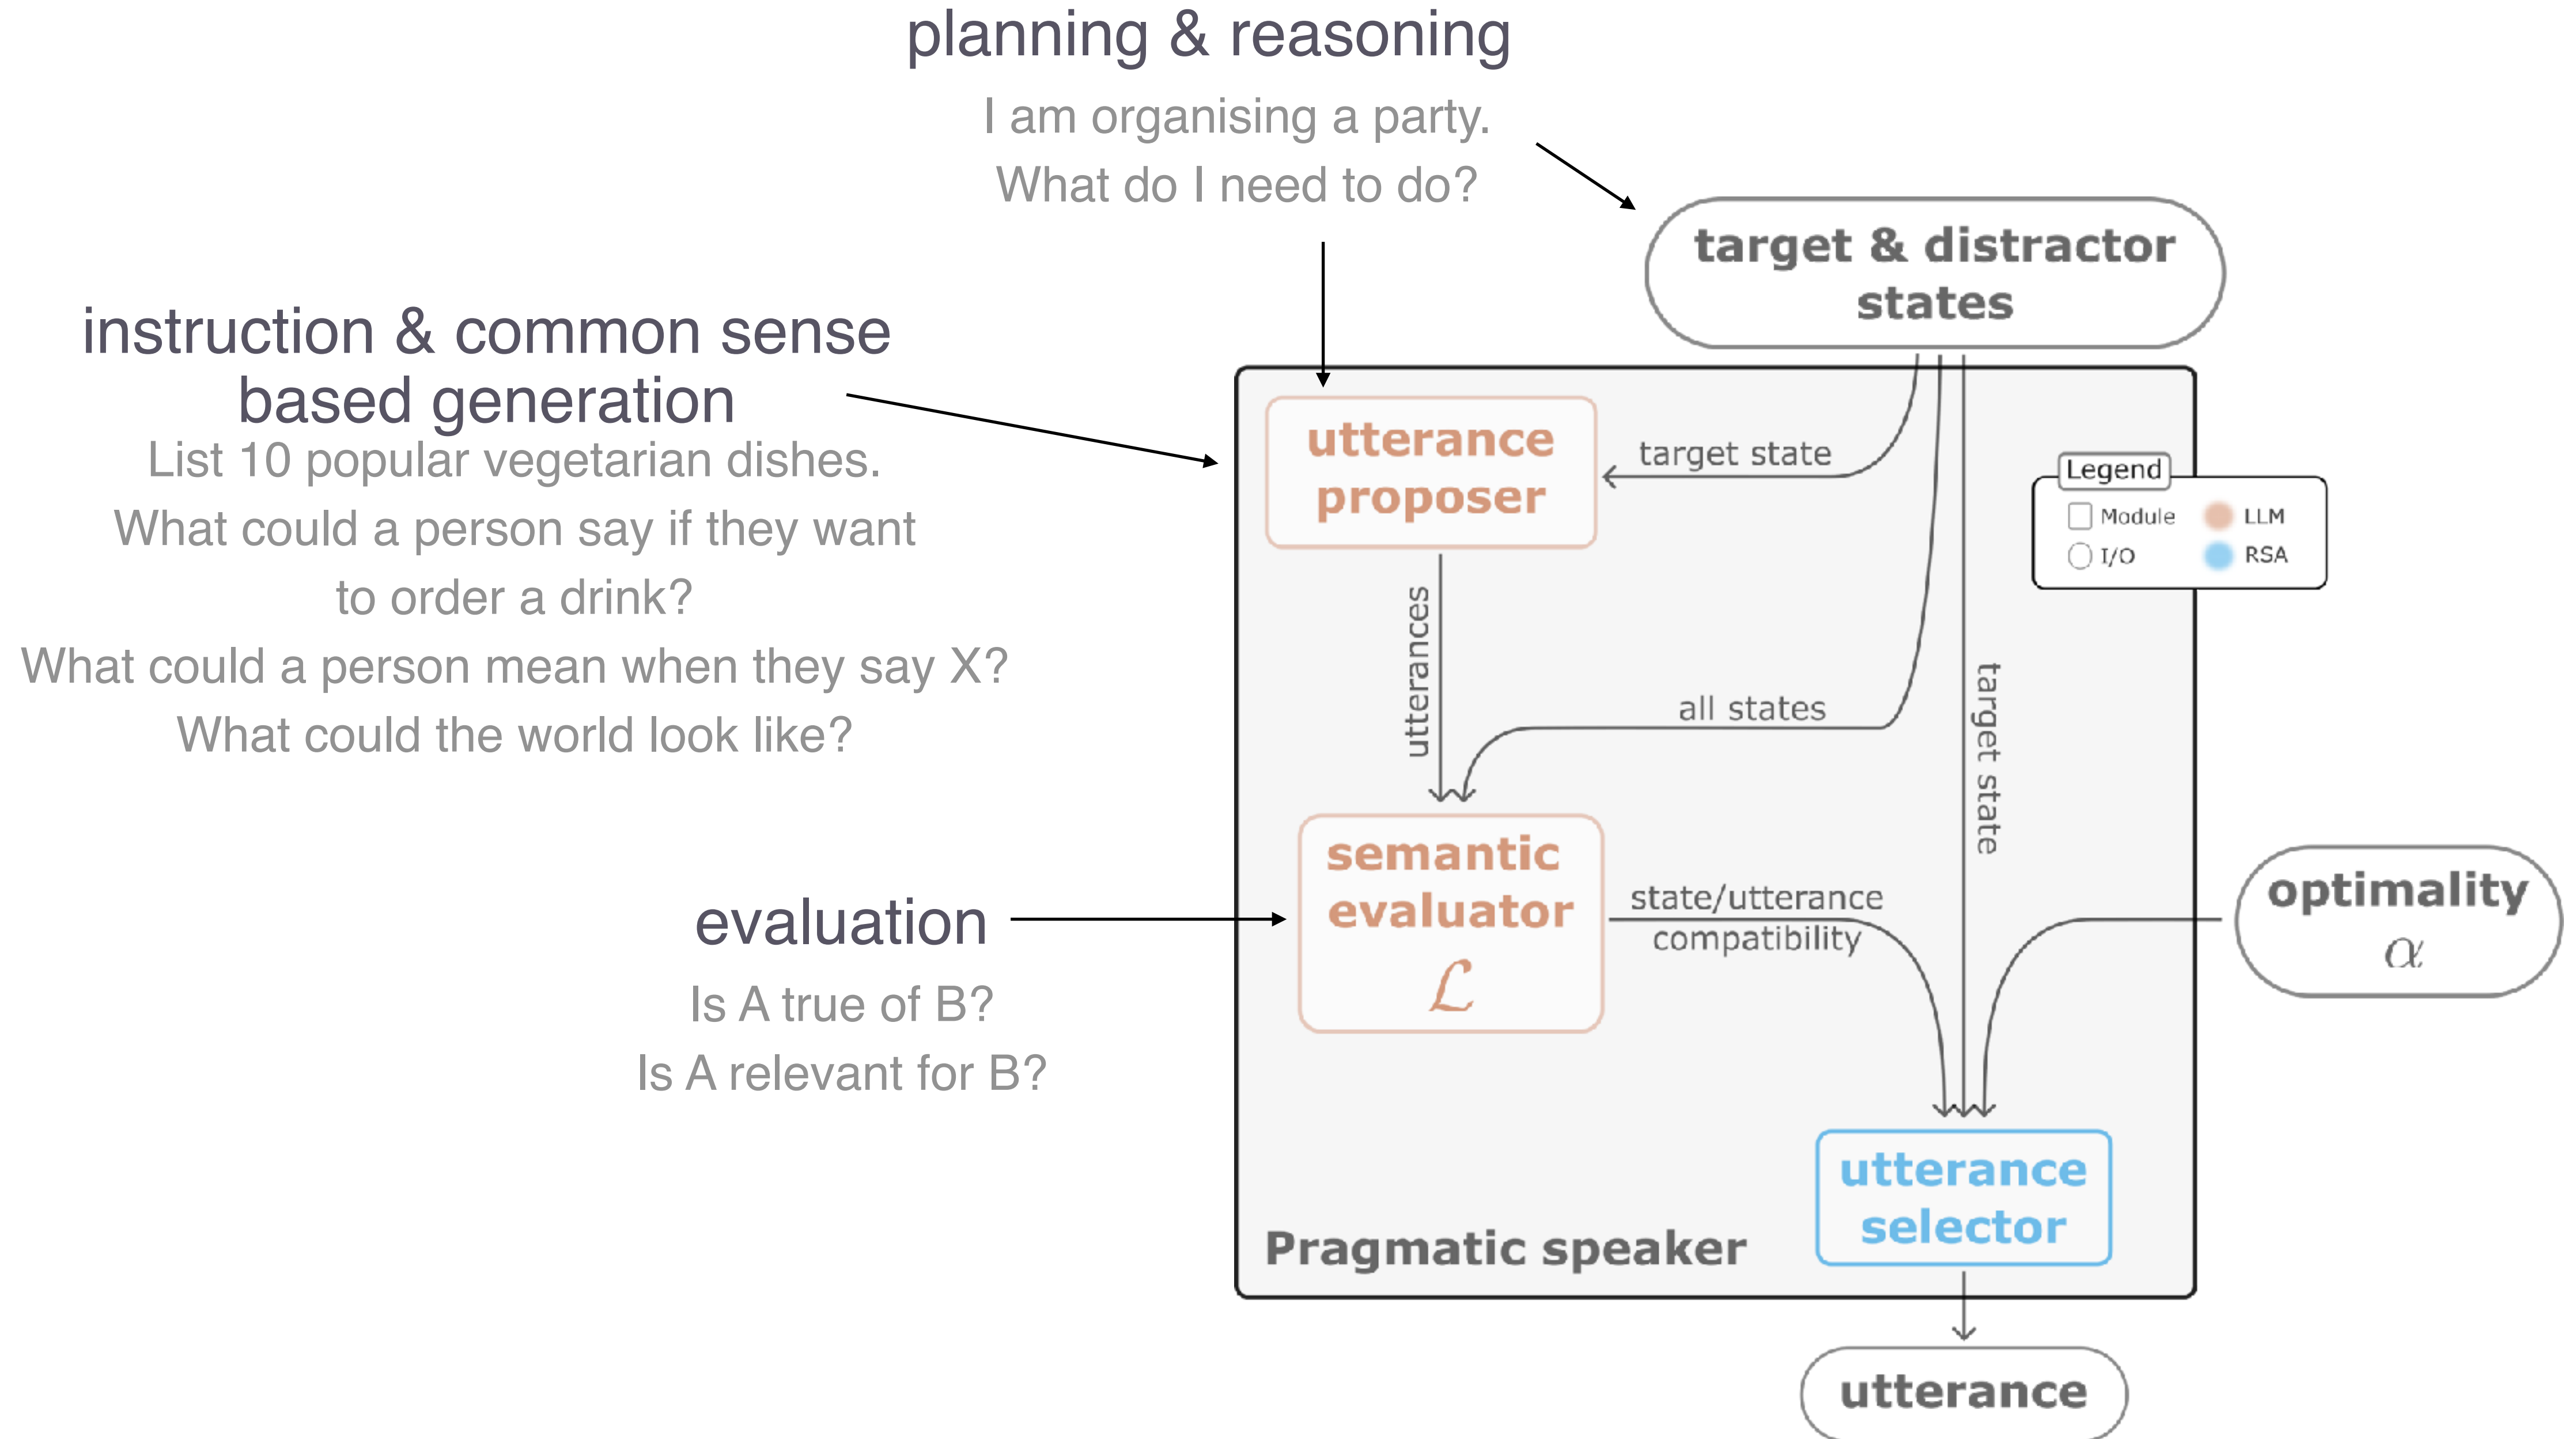 planning & reasoning
I am organising a party.
What do I need to do?
target & distractor
states
instruction & common sense
based generation
List 10 popular vegetarian dishes.
What could a person say if they want
to order a drink?
What could a person mean when they say X?
What could the world look like?
utterance
proposer
target state
Legend
Module
LLM
I/O
RSA
utterances
all states
target state
evaluation
Is A true of B?
Is A relevant for B?
semantic
evaluator
ℒ
state/utterance
compatibility
optimality
α
utterance
selector
Pragmatic speaker
utterance